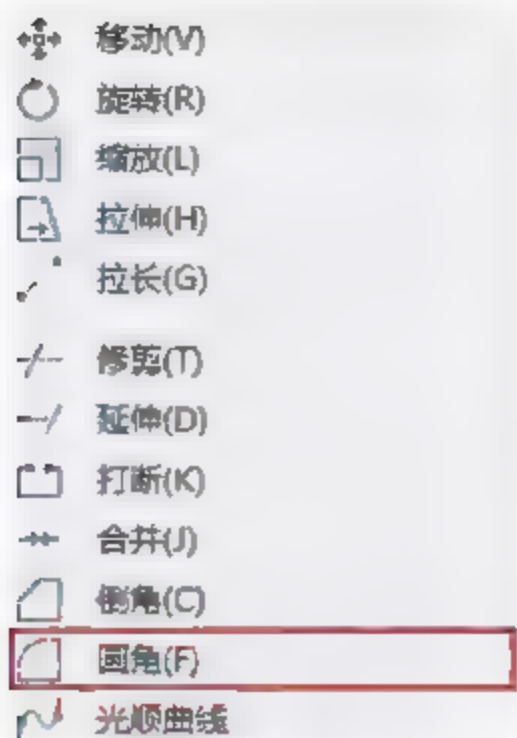 移动(V)
旋转(R)
缩放(L)
拉伸(H)
拉长(G)
修剪(T)
延伸(D)
打断(K)
合并(J)
倒角(C)
圆角(F)
光顺曲线